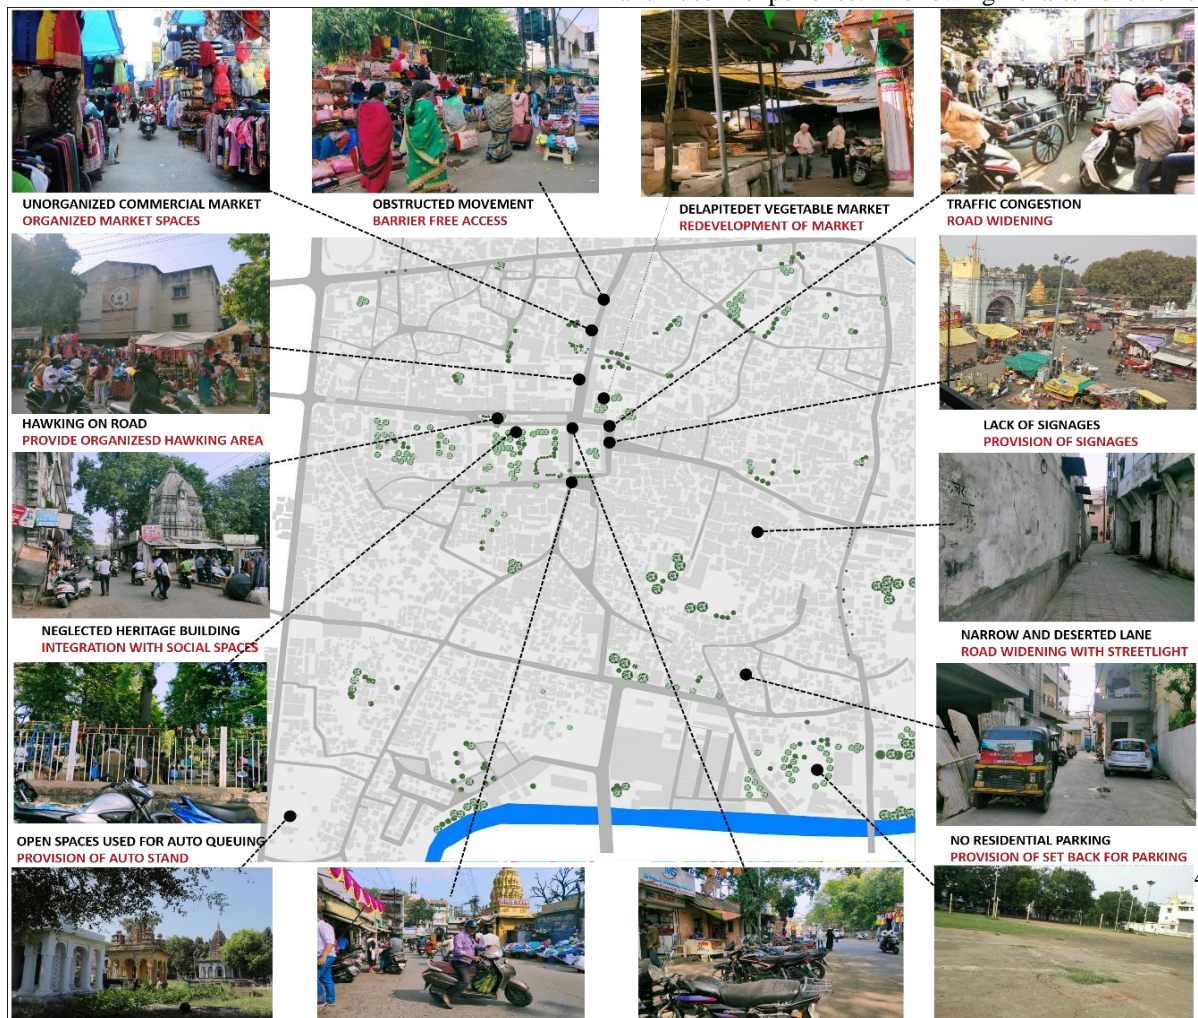 UNORGANIZED COMMERCIAL MARKET
ORGANIZED MARKET SPACES
OBSTRUCTED MOVEMENT
BARRIER FREE ACCESS
DELAPITEDET VEGETABLE MARKET
REDEVELOPMENT OF MARKET
TRAFFIC CONGESTION
ROAD WIDENING
HAWKING ON ROAD
PROVIDE ORGANIZESD HAWKING AREA
LACK OF SIGNAGES
PROVISION OF SIGNAGES
NEGLECTED HERITAGE BUILDING
INTEGRATION WITH SOCIAL SPACES
NARROW AND DESERTED LANE
ROAD WIDENING WITH STREETLIGHT
OPEN SPACES USED FOR AUTO QUEUING
PROVISION OF AUTO STAND
NO RESIDENTIAL PARKING
PROVISION OF SET BACK FOR PARKING
4